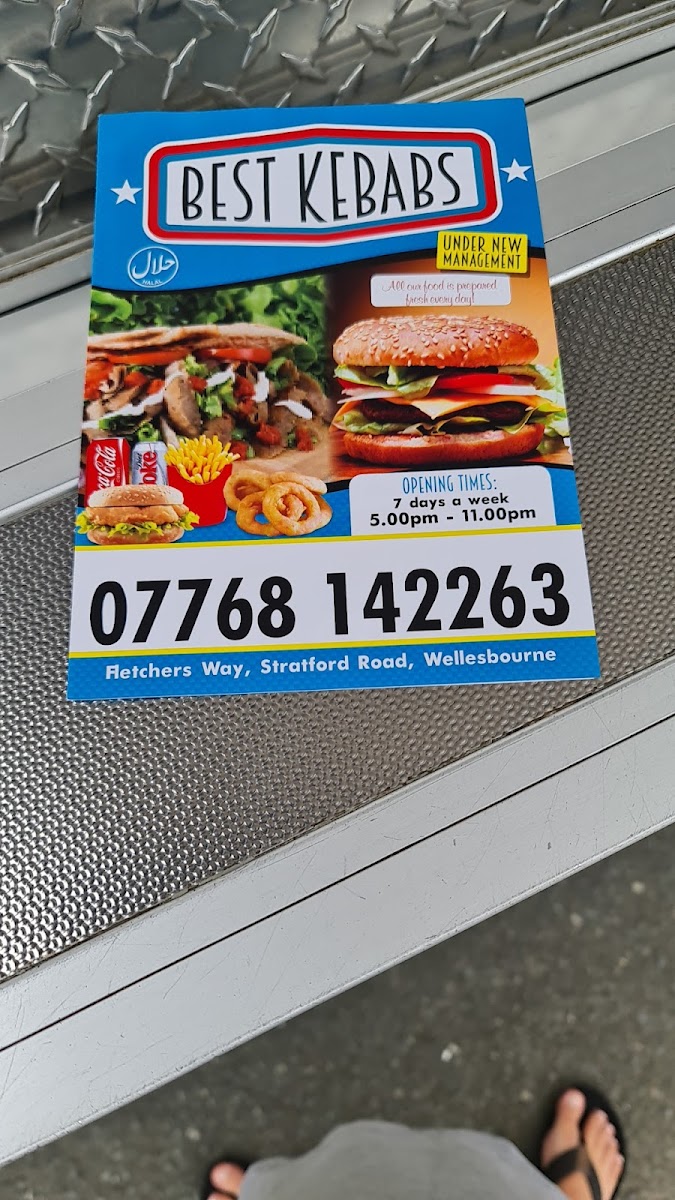 BEST KEBABS
UNDER NEW
MANAGEMENT
حلال
HALAL
All our food is prepared
fresh every day!
Coca-Cola
oke
OPENING TIMES:
7 days a week
5.00pm - 11.00pm
07768 142263
Fletchers Way, Stratford Road, Wellesbourne